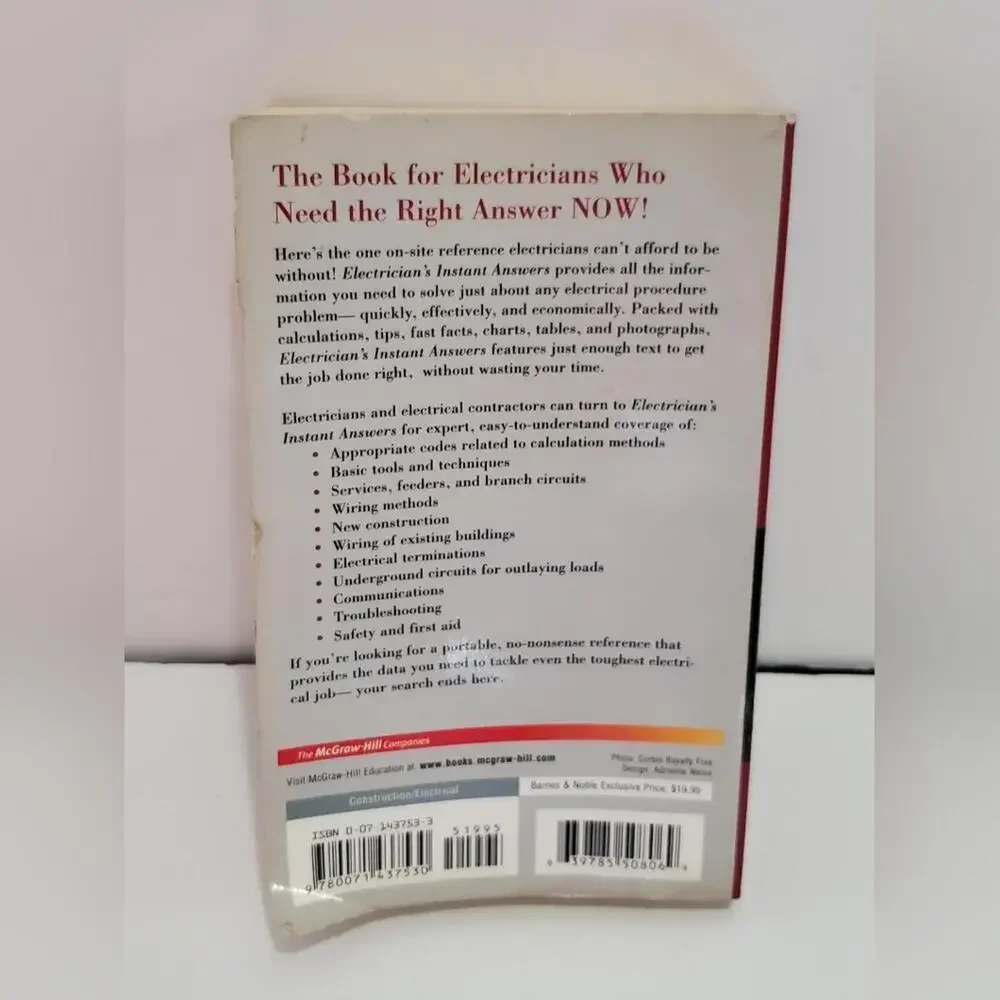 The Book for Electricians Who
Need the Right Answer NOW!
Here's the one on-site reference electricians can't afford to be
without! Electrician's Instant Answers provides all the infor-
mation you need to solve just about any electrical procedure
problem— quickly, effectively, and economically. Packed with
calculations, tips, fast facts, charts, tables, and photographs,
Electrician's Instant Answers features just enough text to get
the job done right, without wasting your time.
Electricians and electrical contractors can turn to Electrician's
Instant Answers for expert, easy-to-understand coverage of:
• Appropriate codes related to calculation methods
• Basic tools and techniques
• Services, feeders, and branch circuits
• Wiring methods
• New construction
• Wiring of existing buildings
• Electrical terminations
• Underground circuits for outlaying loads
• Communications
• Troubleshooting
• Safety and first aid
If you're looking for a portable, no-nonsense reference that
provides the data you need to tackle even the toughest electri-
cal job— your search ends here.
The McGraw-Hill Companies
Visit McGraw-Hill Education at www.books.mcgraw-hill.com
Photo: Corbis Royalty Free
Design: Adrienne
Construction/Electrical
Barnes & Noble Exclusive Price: $19.95
ISBN 0-07-143753-3
51995
9 780071 437530
9 39785 50806